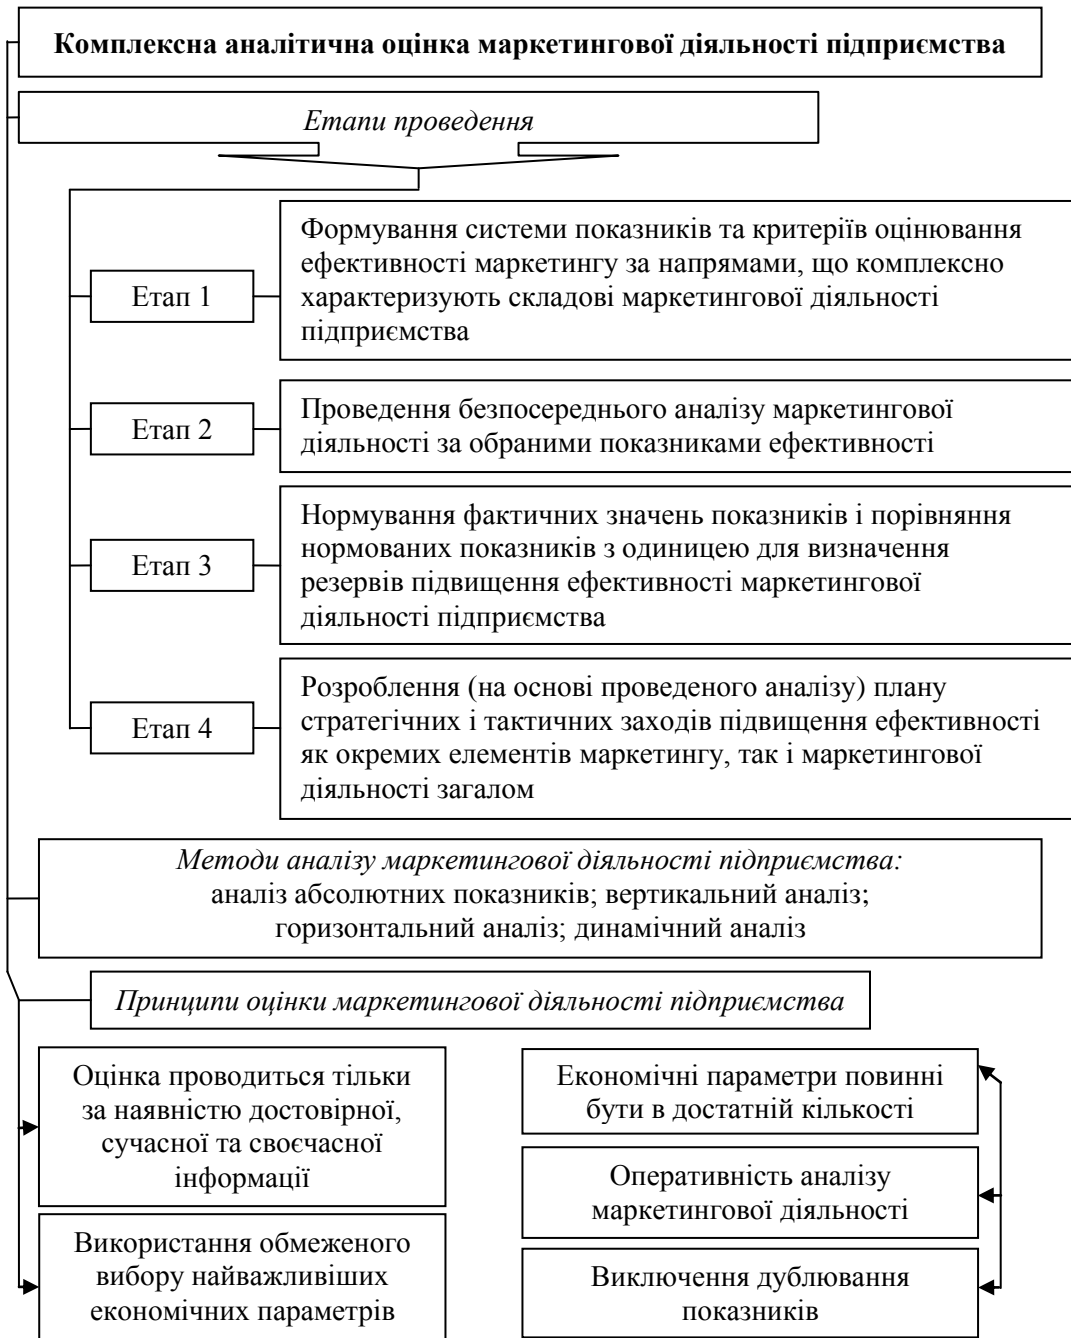 Комплексна аналітична оцінка маркетингової діяльності підприємства
Етапи проведення
Етап 1
Формування системи показників та критеріїв оцінювання
ефективності маркетингу за напрямами, що комплексно
характеризують складові маркетингової діяльності
підприємства
Етап 2
Проведення безпосереднього аналізу маркетингової
діяльності за обраними показниками ефективності
Етап 3
Нормування фактичних значень показників і порівняння
нормованих показників з одиницею для визначення
резервів підвищення ефективності маркетингової
діяльності підприємства
Етап 4
Розроблення (на основі проведеного аналізу) плану
стратегічних і тактичних заходів підвищення ефективності
як окремих елементів маркетингу, так і маркетингової
діяльності загалом
Методи аналізу маркетингової діяльності підприємства:
аналіз абсолютних показників; вертикальний аналіз;
горизонтальний аналіз; динамічний аналіз
Принципи оцінки маркетингової діяльності підприємства
Оцінка проводиться тільки
за наявністю достовірної,
сучасної та своєчасної
інформації
Використання обмеженого
вибору найважливіших
економічних параметрів
Економічні параметри повинні
бути в достатній кількості
Оперативність аналізу
маркетингової діяльності
Виключення дублювання
показників